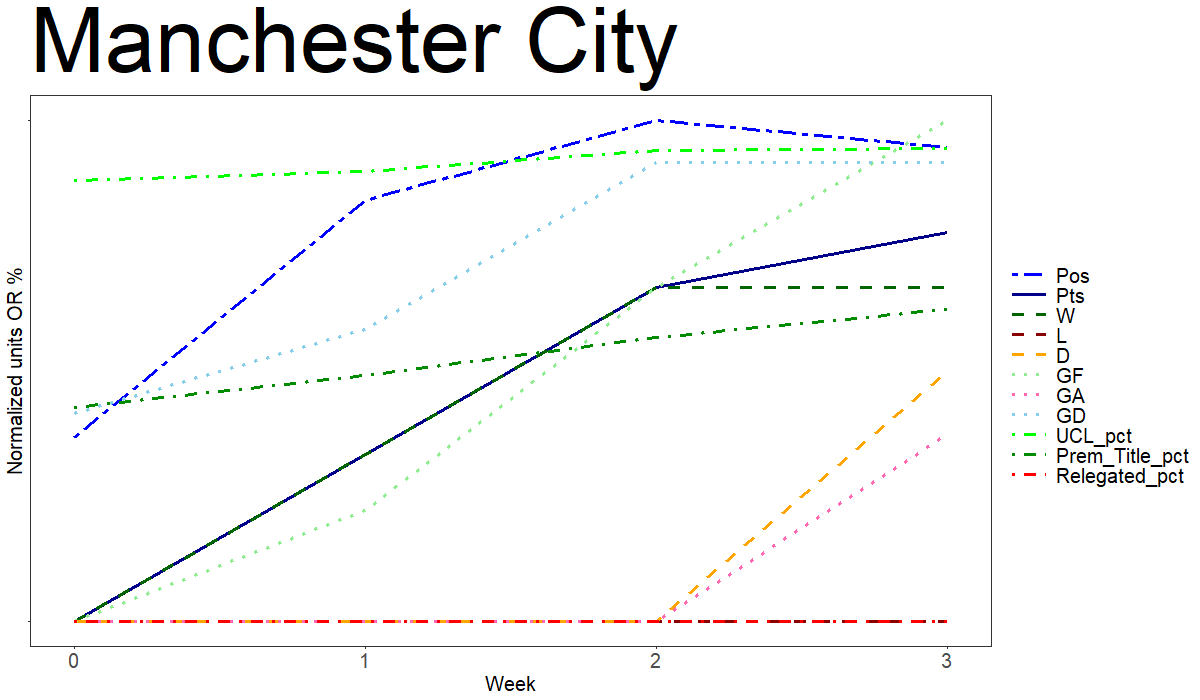 Manchester City
Normalized units OR %
Pos
Pts
W
L
D
GF
GA
GD
UCL_pct
Prem_Title_pct
Relegated_pct
0 1 2 3
Week